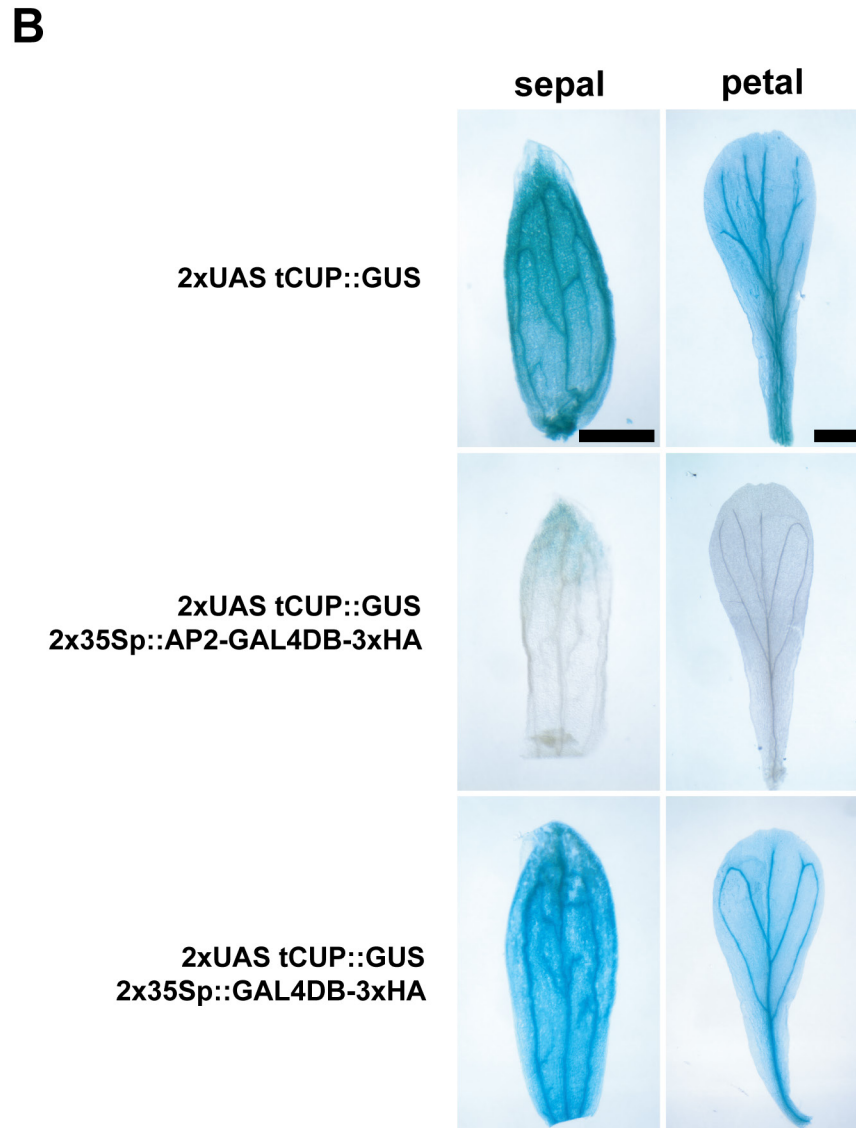 B
sepal petal
2xUAS tCUP::GUS
2xUAS tCUP::GUS
2x35Sp::AP2-GAL4DB-3xHA
2xUAS tCUP::GUS
2x35Sp::GAL4DB-3xHA